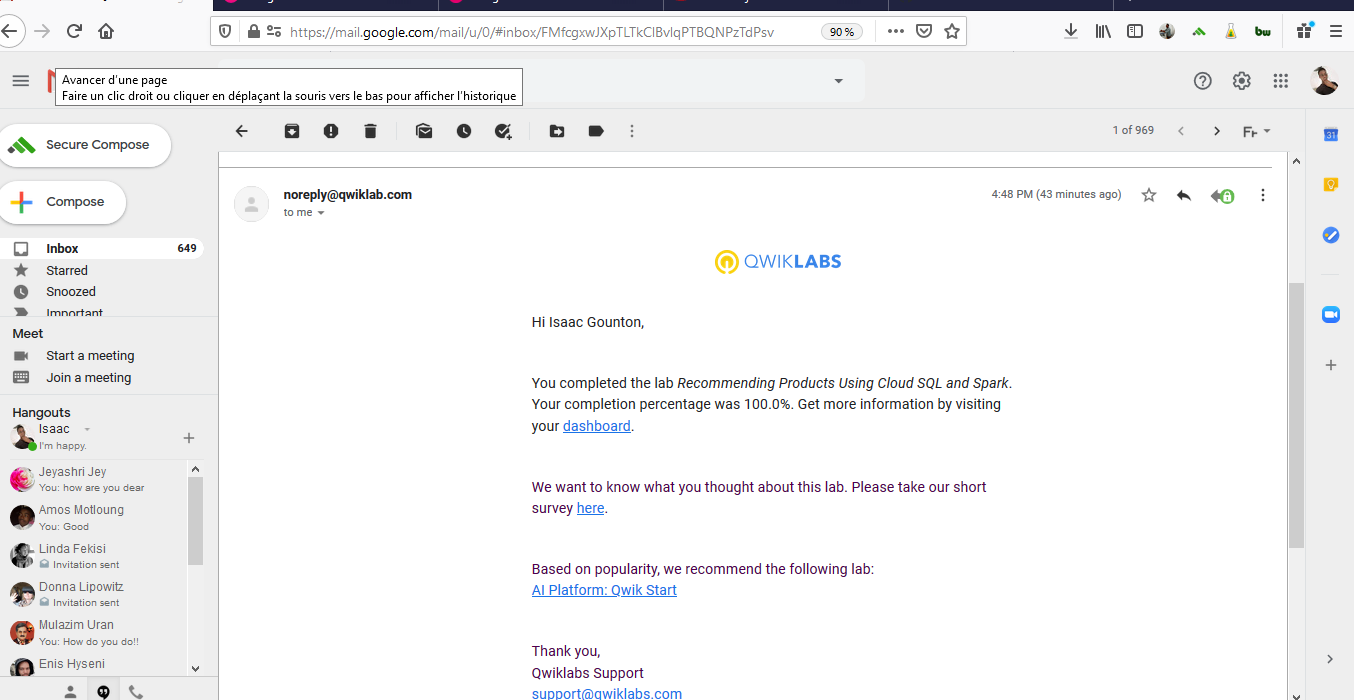 https://mail.google.com/mail/u/0/#inbox/FMfcgxwJXpTLTkClBvlqPTBQNPzTdPsv
90 %
bw
Avancer d'une page
Faire un clic droit ou cliquer en déplaçant la souris vers le bas pour afficher l'historique
Secure Compose
1 of 969
31
Compose
noreply@qwiklab.com
4:48 PM (43 minutes ago)
to me
Inbox
649
Starred
Snoozed
Important
QWIKLABS
Meet
Start a meeting
Join a meeting
Hi Isaac Gounton,
You completed the lab Recommending Products Using Cloud SQL and Spark.
Your completion percentage was 100.0%. Get more information by visiting
your dashboard.
We want to know what you thought about this lab. Please take our short
survey here.
Based on popularity, we recommend the following lab:
AI Platform: Qwik Start
Thank you,
Qwiklabs Support
support@qwiklabs.com
Hangouts
Isaac
I'm happy.
Jeyashri Jey
You: how are you dear
Amos Motloung
You: Good
Linda Fekisi
Invitation sent
Donna Lipowitz
Invitation sent
Mulazim Uran
You: How do you do!!
Enis Hyseni